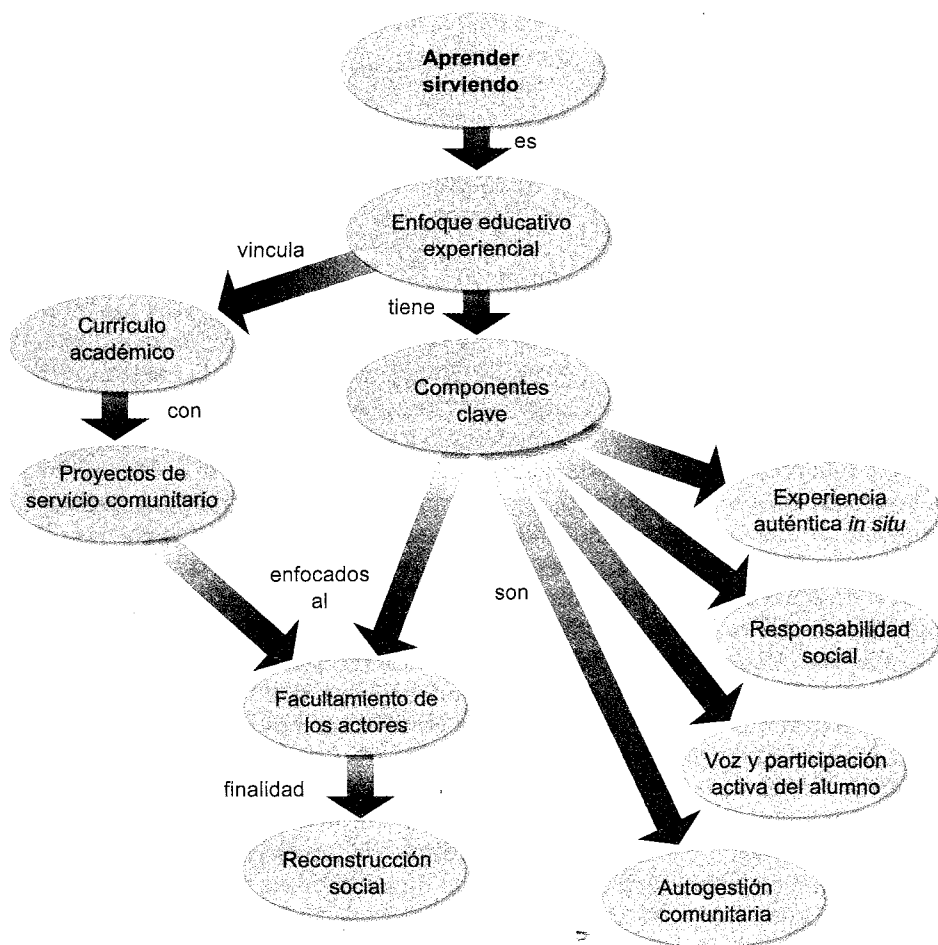 Aprender
sirviendo
es
Enfoque educativo
experiencial
vincula
tiene
Currículo
académico
Componentes
clave
con
Proyectos de
servicio comunitario
Experiencia
auténtica in situ
enfocados
al
son
Responsabilidad
social
Facultamiento de
los actores
Voz y participación
activa del alumno
finalidad
Reconstrucción
social
Autogestión
comunitaria